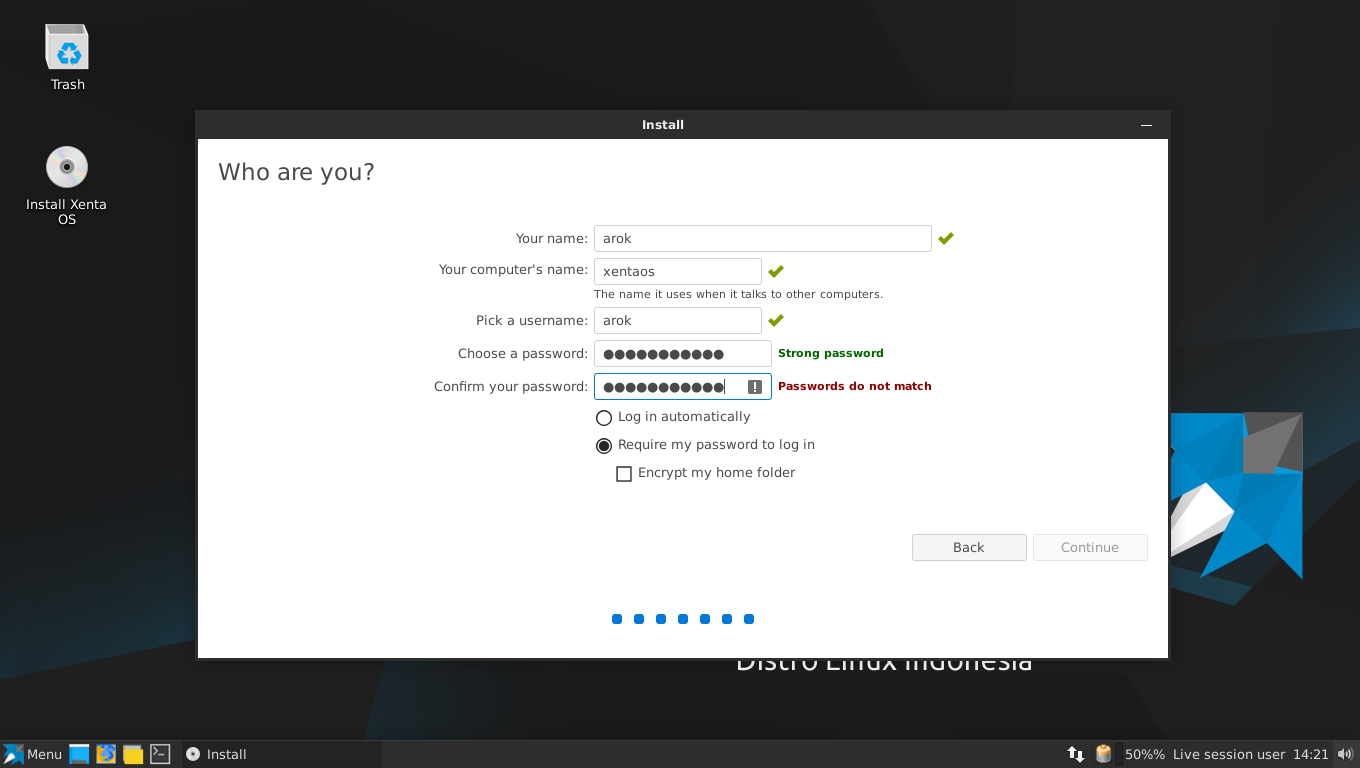 Trash
Install Xenta
OS
Install
Who are you?
Your name: arok
Your computer's name: xentaos
The name it uses when it talks to other computers.
Pick a username: arok
Choose a password: ●●●●●●●●●●● Strong password
Confirm your password: ●●●●●●●●●●● Passwords do not match
Log in automatically
Require my password to log in
Encrypt my home folder
Back Continue
Distro Linux Indonesia
Menu Install 50%% Live session user 14:21